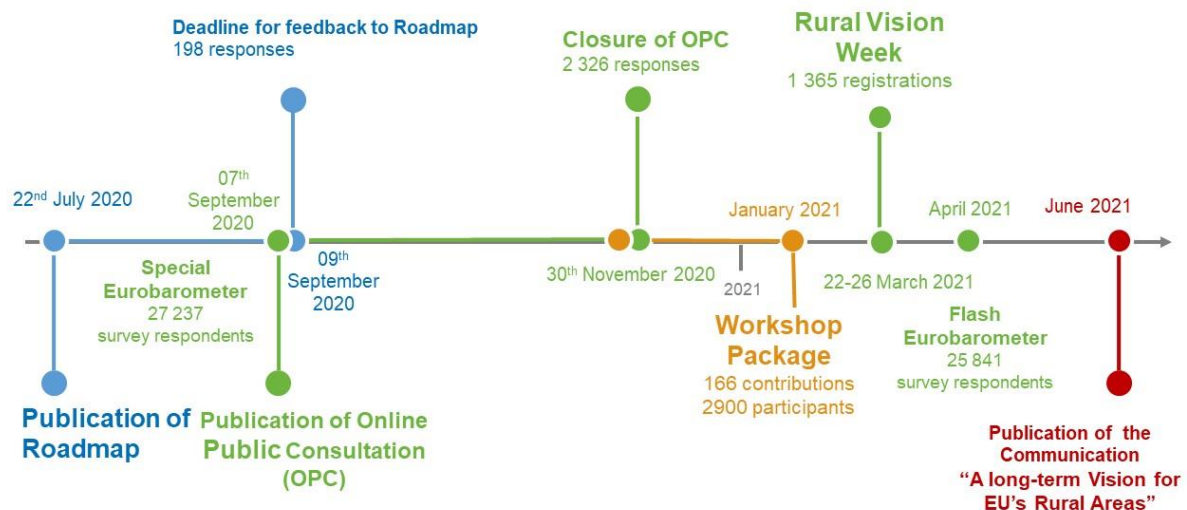 Deadline for feedback to Roadmap
198 responses
Closure of OPC
2 326 responses
Rural Vision
Week
1 365 registrations
22nd July 2020
07th
September
2020
January 2021
April 2021
June 2021
Special
Eurobarometer
27 237
survey respondents
09th
September
2020
30th November 2020
2021
22-26 March 2021
Workshop
Package
166 contributions
2900 participants
Flash
Eurobarometer
25 841
survey respondents
Publication of
Roadmap
Publication of Online
Public Consultation
(OPC)
Publication of the
Communication
“A long-term Vision for
EU’s Rural Areas”